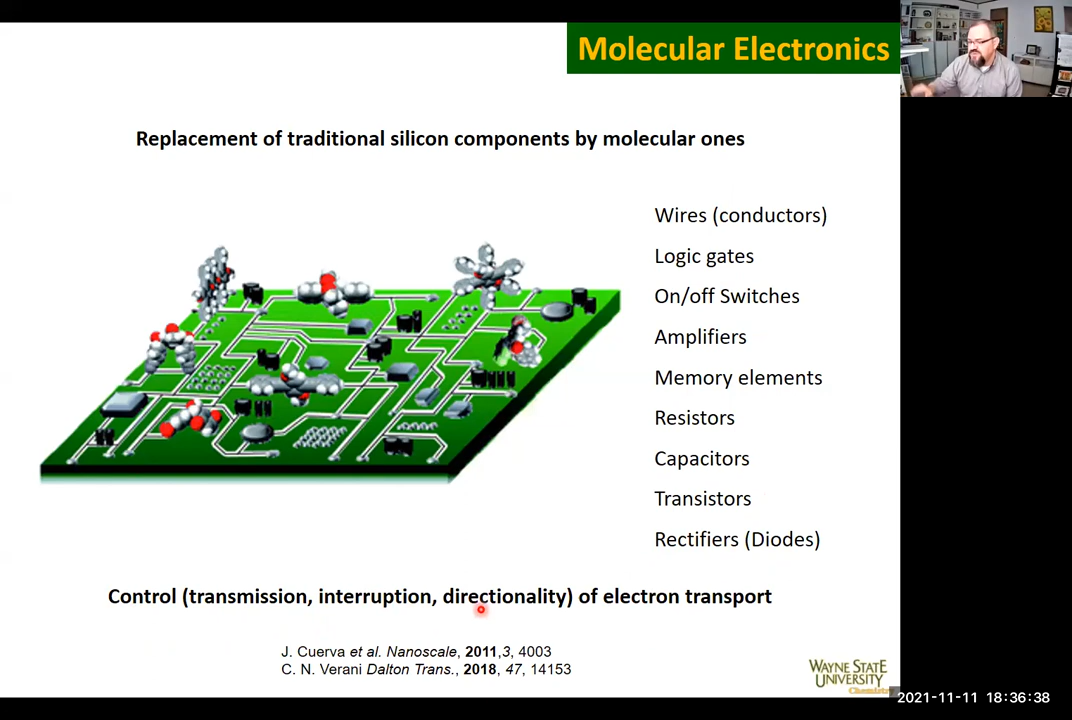 Molecular Electronics
Replacement of traditional silicon components by molecular ones
Wires (conductors)
Logic gates
On/off Switches
Amplifiers
Memory elements
Resistors
Capacitors
Transistors
Rectifiers (Diodes)
Control (transmission, interruption, directionality) of electron transport
J. Cuerva et al. Nanoscale, 2011,3, 4003
C. N. Verani Dalton Trans., 2018, 47, 14153
WAYNE STATE
UNIVERSITY
Chemistry
2021-11-11 18:36:38